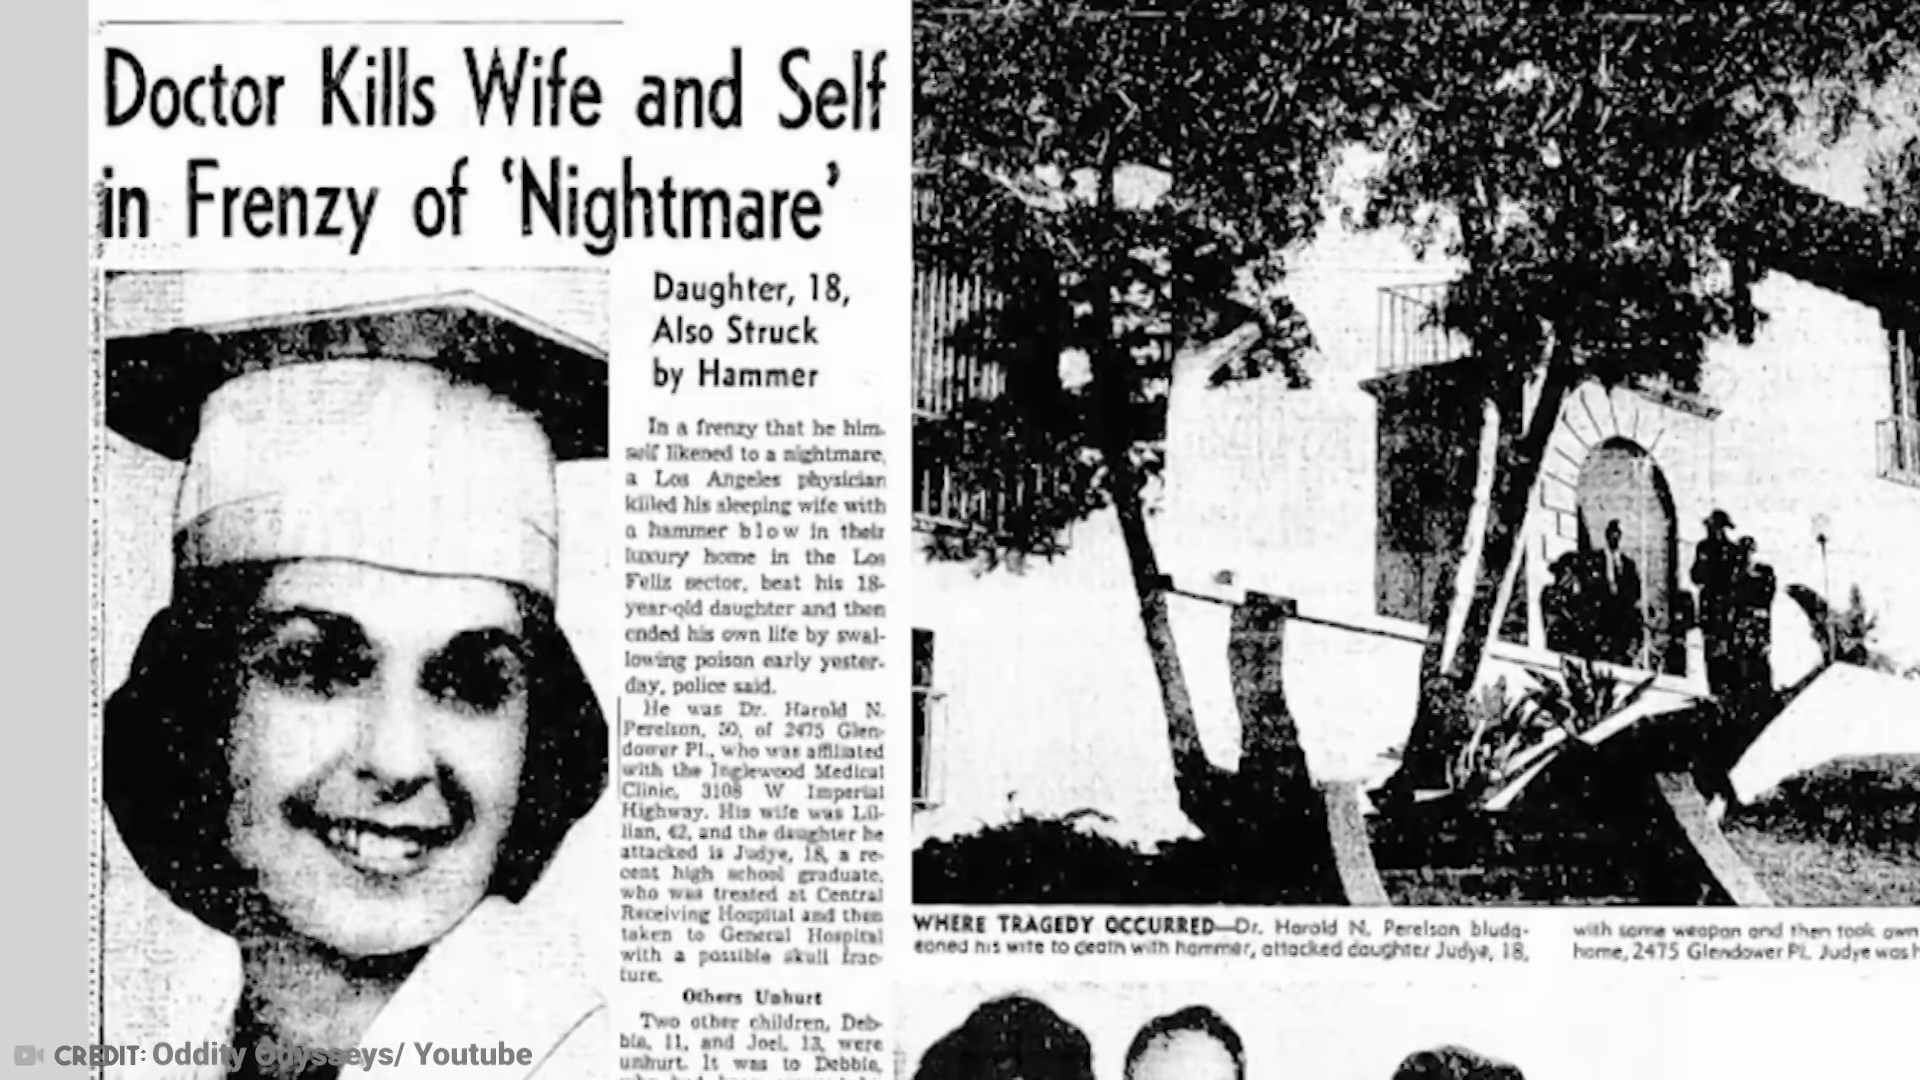 Doctor Kills Wife and Self
in Frenzy of ‘Nightmare’
Daughter, 18,
Also Struck
by Hammer
In a frenzy that he him-
self likened to a nightmare,
a Los Angeles physician
killed his sleeping wife with
a hammer blow in their
luxury home in the Los
Feliz sector, beat his 18-
year-old daughter and then
ended his own life by swal-
lowing poison early yester-
day, police said.
He was Dr. Harold N.
Perelson, 50, of 2475 Glen-
dower Pl., who was affiliated
with the Inglewood Medical
Clinic, 3108 W Imperial
Highway. His wife was Lil-
lian, 42, and the daughter he
attacked is Judye, 18, a re-
cent high school graduate,
who was treated at Central
Receiving Hospital and then
taken to General Hospital
with a possible skull frac-
ture.
Others Unhurt
Two other children, Deb-
bie, 11, and Joel, 13, were
unhurt. It was to Debbie,
WHERE TRAGEDY OCCURRED—Dr. Harold N. Perelson bludg-
eoned his wife to death with hammer, attacked daughter Judye, 18,
with same weapon and then took own
home, 2475 Glendower Pl. Judye was h
CREDIT: Oddity Odysseys/ Youtube